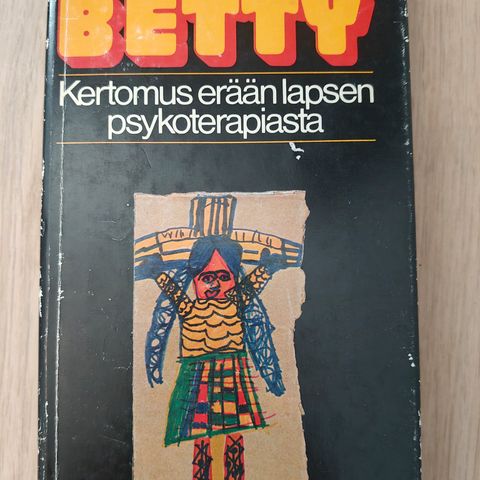 BETTY
Kertomus erään lapsen
psykoterapiasta